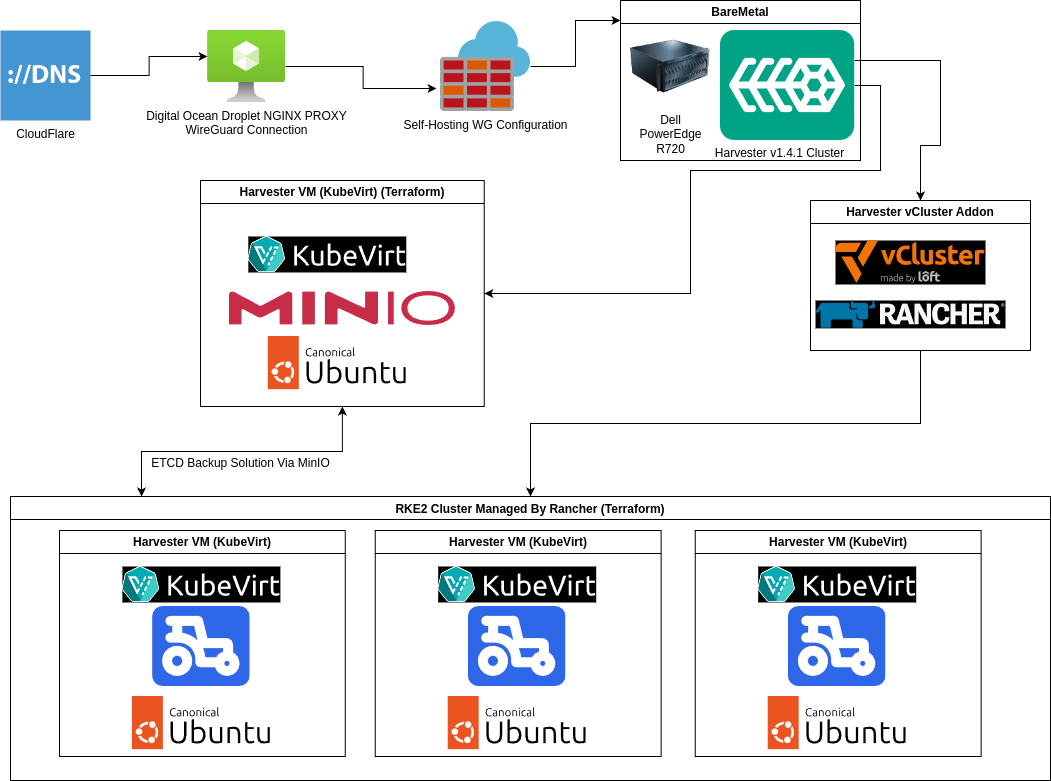 ://DNS
CloudFlare
Digital Ocean Droplet NGINX PROXY
WireGuard Connection
Self-Hosting WG Configuration
BareMetal
Dell
PowerEdge
R720
Harvester v1.4.1 Cluster
Harvester VM (KubeVirt) (Terraform)
KubeVirt
MINIO
Canonical
Ubuntu
Harvester vCluster Addon
vCluster
made by lôft
RANCHER®
ETCD Backup Solution Via MinIO
RKE2 Cluster Managed By Rancher (Terraform)
Harvester VM (KubeVirt)
KubeVirt
Canonical
Ubuntu
Harvester VM (KubeVirt)
KubeVirt
Canonical
Ubuntu
Harvester VM (KubeVirt)
KubeVirt
Canonical
Ubuntu